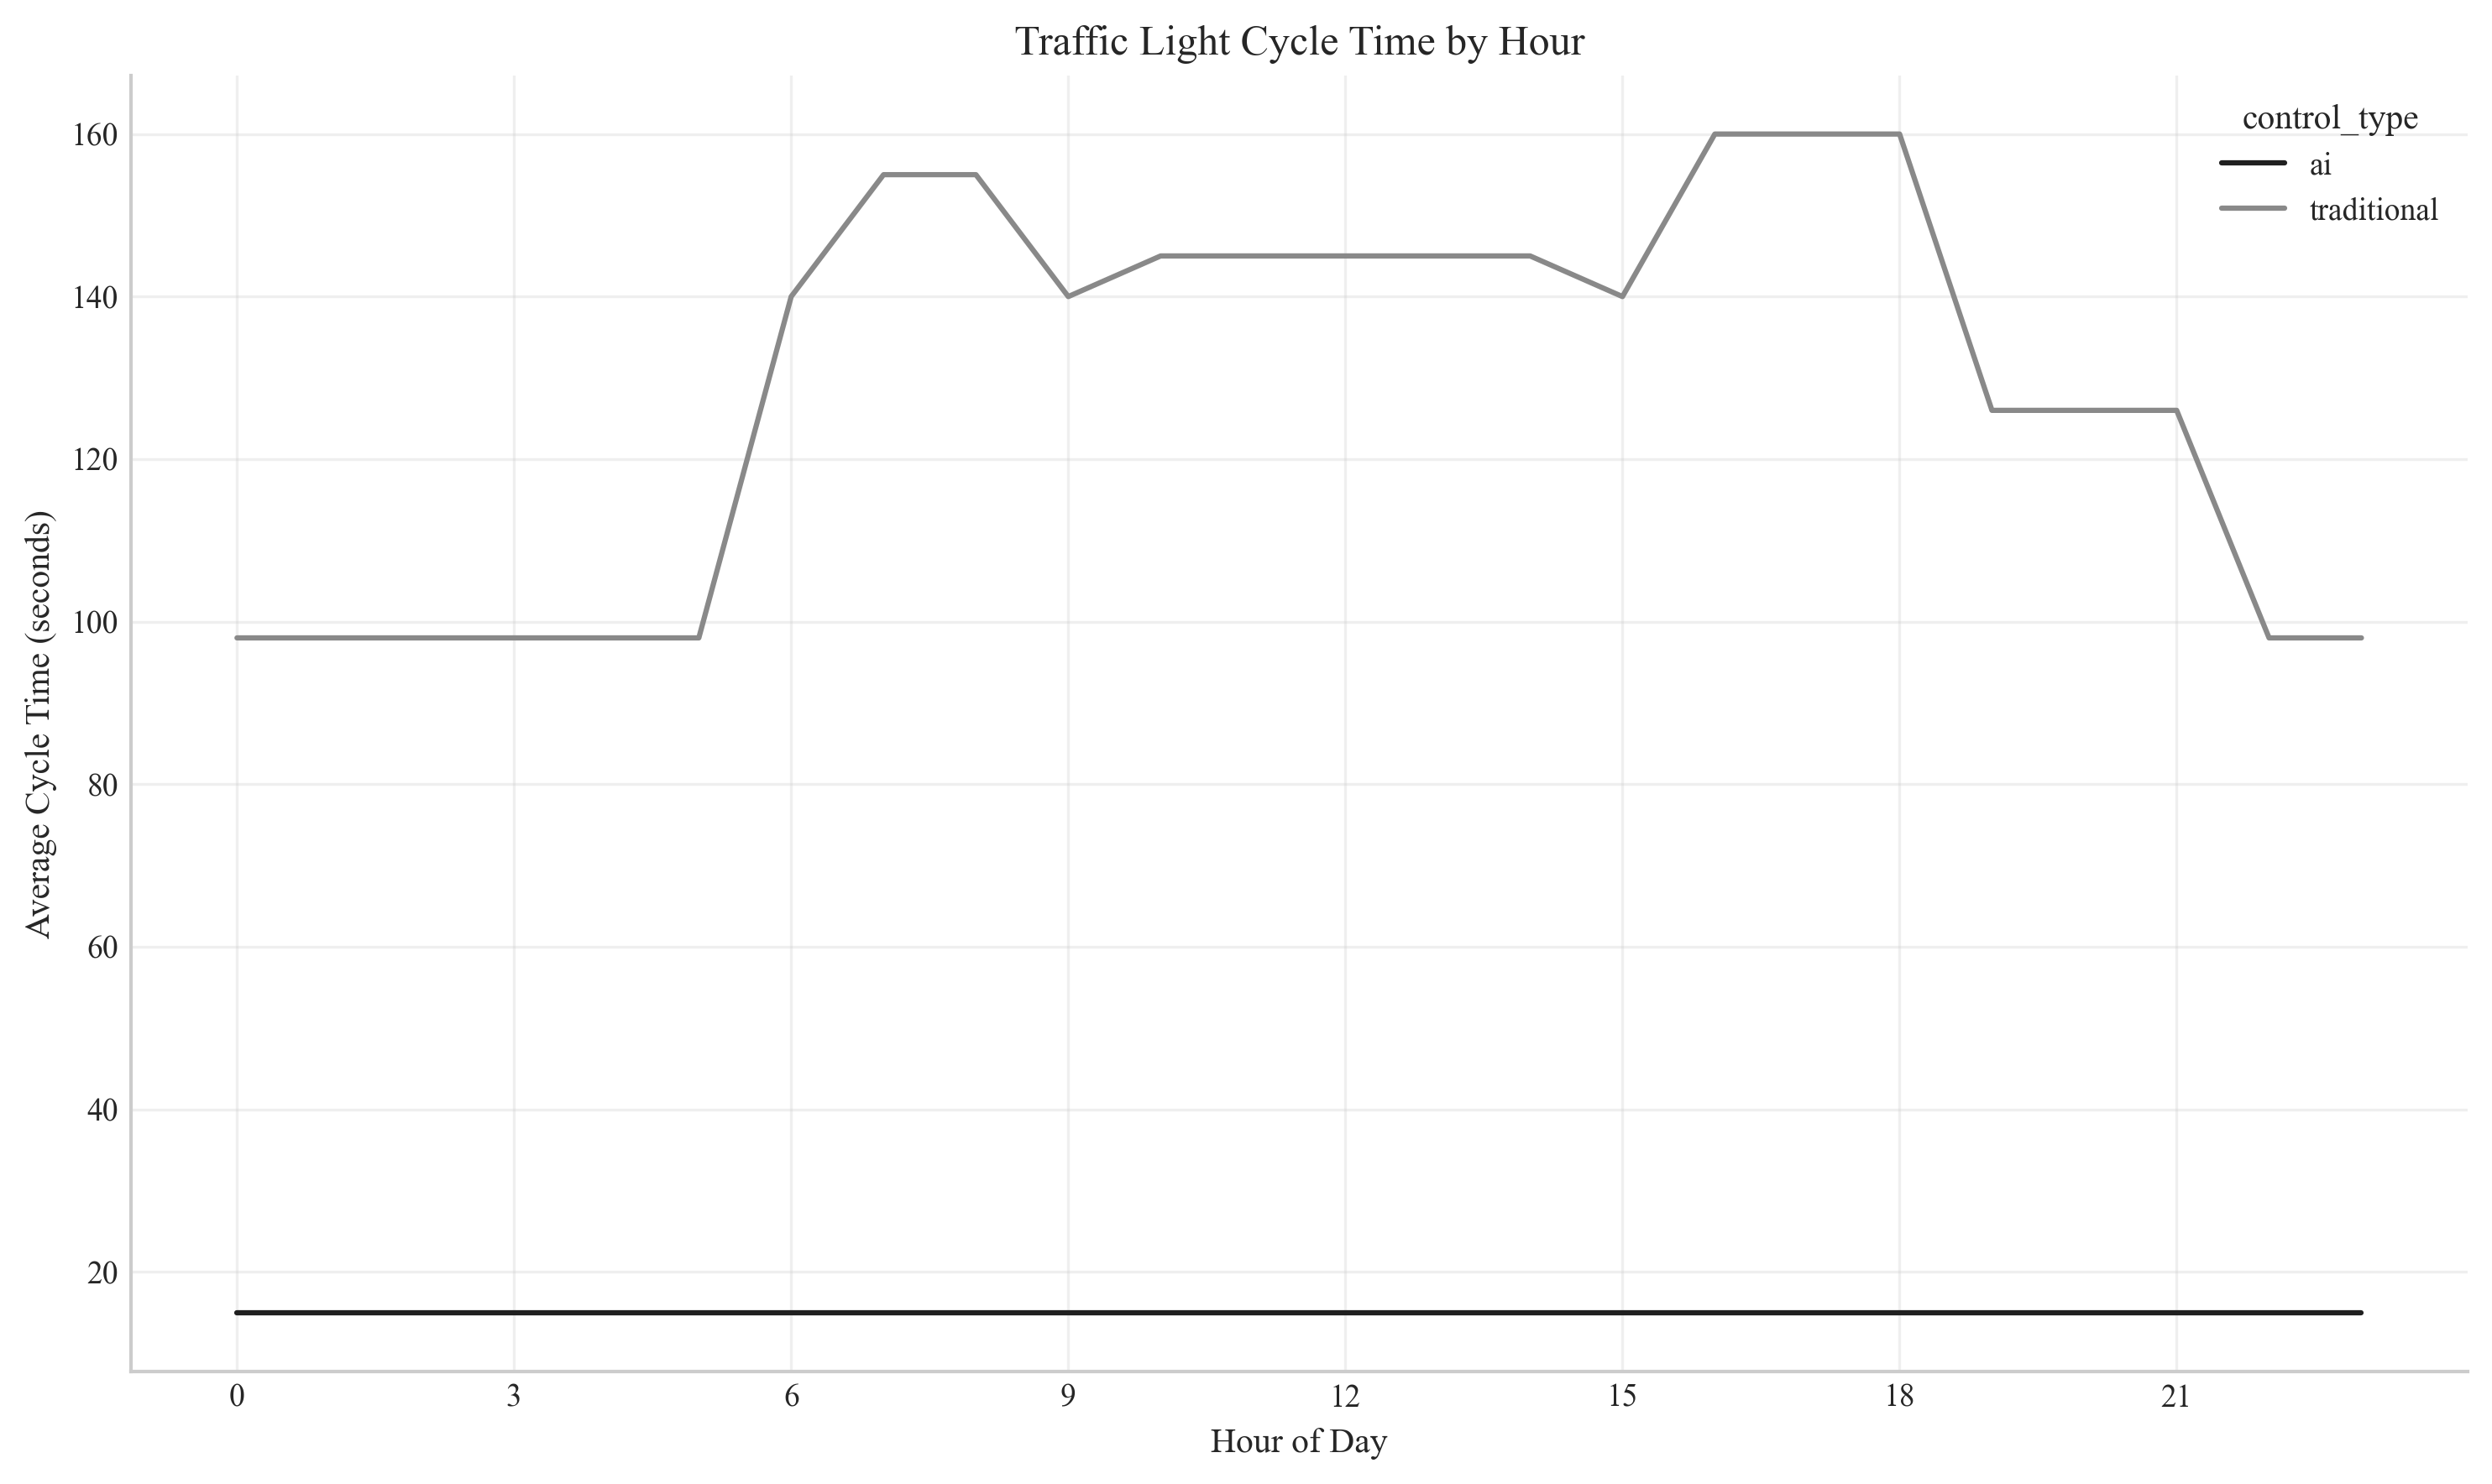 Traffic Light Cycle Time by Hour
control_type
ai
traditional
Average Cycle Time (seconds)
160
140
120
100
80
60
40
20
0 3 6 9 12 15 18 21
Hour of Day